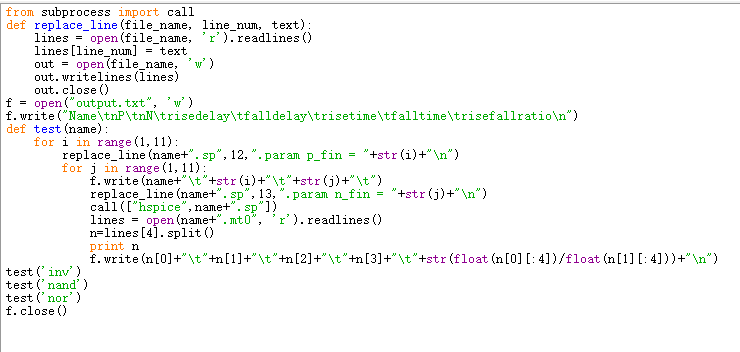 from subprocess import call
def replace_line(file_name, line_num, text):
    lines = open(file_name, 'r').readlines()
    lines[line_num] = text
    out = open(file_name, 'w')
    out.writelines(lines)
    out.close()
f = open("output.txt", 'w')
f.write("Name\tnP\tnN\trisedelay\tfalldelay\trisetime\tfalltime\trisefallratio\n")
def test(name):
    for i in range(1,11):
        replace_line(name+".sp",12,".param p_fin = "+str(i)+"\n")
        for j in range(1,11):
            f.write(name+"\t"+str(i)+"\t"+str(j)+"\t")
            replace_line(name+".sp",13,".param n_fin = "+str(j)+"\n")
            call(["hspice",name+".sp"])
            lines = open(name+".mt0", 'r').readlines()
            n=lines[4].split()
            print n
            f.write(n[0]+"\t"+n[1]+"\t"+n[2]+"\t"+n[3]+"\t"+str(float(n[0][:4])/float(n[1][:4]))+"\n")
test('inv')
test('nand')
test('nor')
f.close()